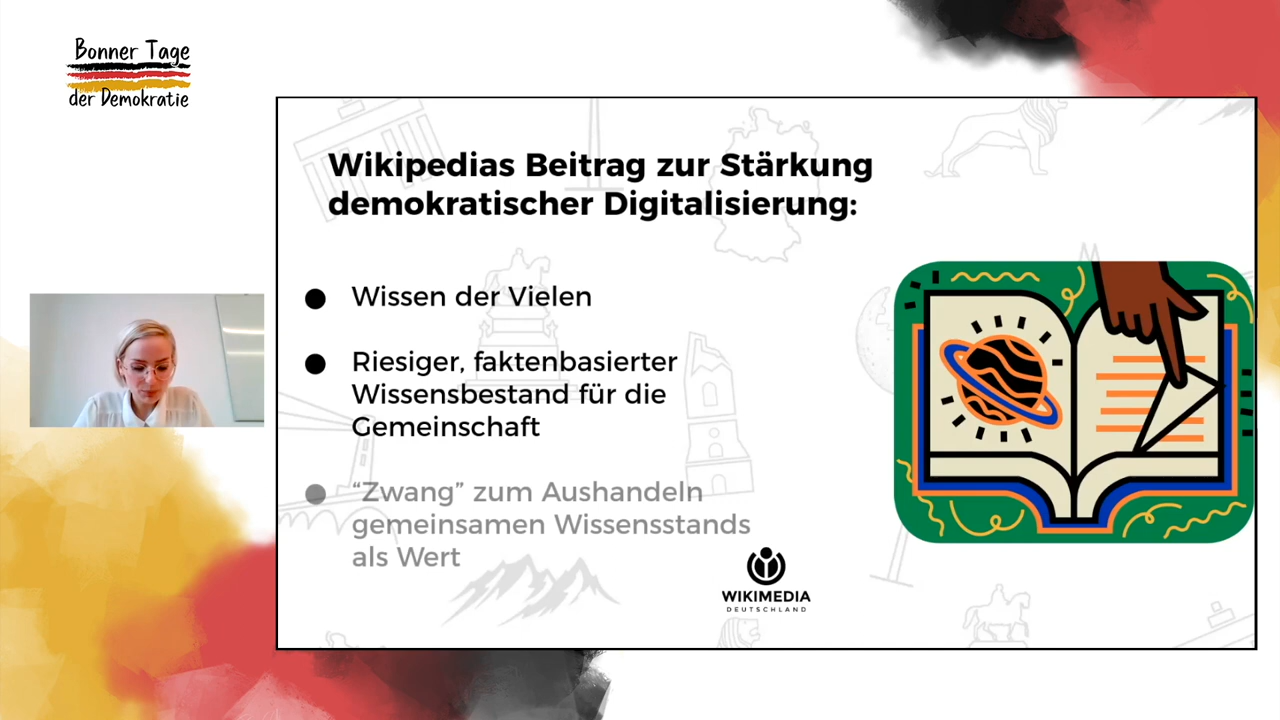 Bonner Tage
der Demokratie
Wikipedias Beitrag zur Stärkung
demokratischer Digitalisierung:
● Wissen der Vielen
● Riesiger, faktenbasierter
Wissensbestand für die
Gemeinschaft
● “Zwang” zum Aushandeln
gemeinsamen Wissensstands
als Wert
WIKIMEDIA
DEUTSCHLAND